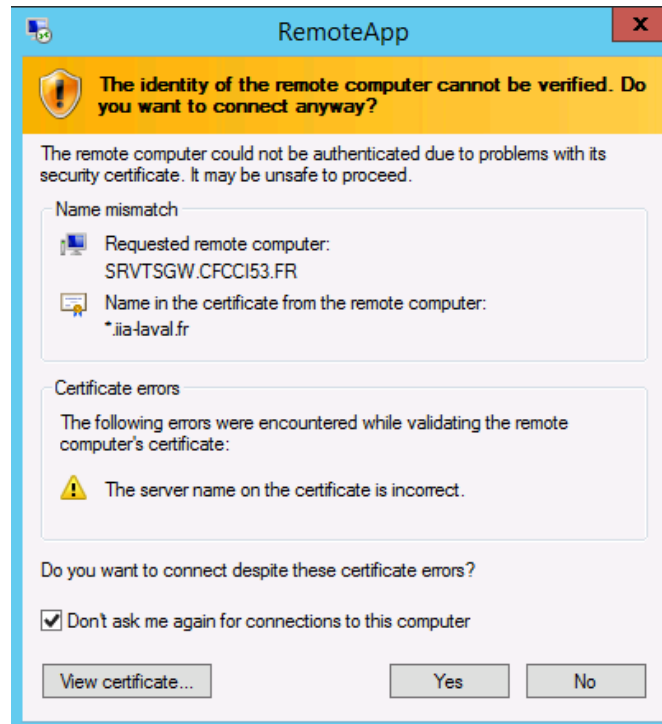 RemoteApp
x
The identity of the remote computer cannot be verified. Do
you want to connect anyway?
The remote computer could not be authenticated due to problems with its
security certificate. It may be unsafe to proceed.
Name mismatch
Requested remote computer:
SRVTSGW.CFCCI53.FR
Name in the certificate from the remote computer:
*.iia-laval.fr
Certificate errors
The following errors were encountered while validating the remote
computer's certificate:
The server name on the certificate is incorrect.
Do you want to connect despite these certificate errors?
Don't ask me again for connections to this computer
View certificate...
Yes
No